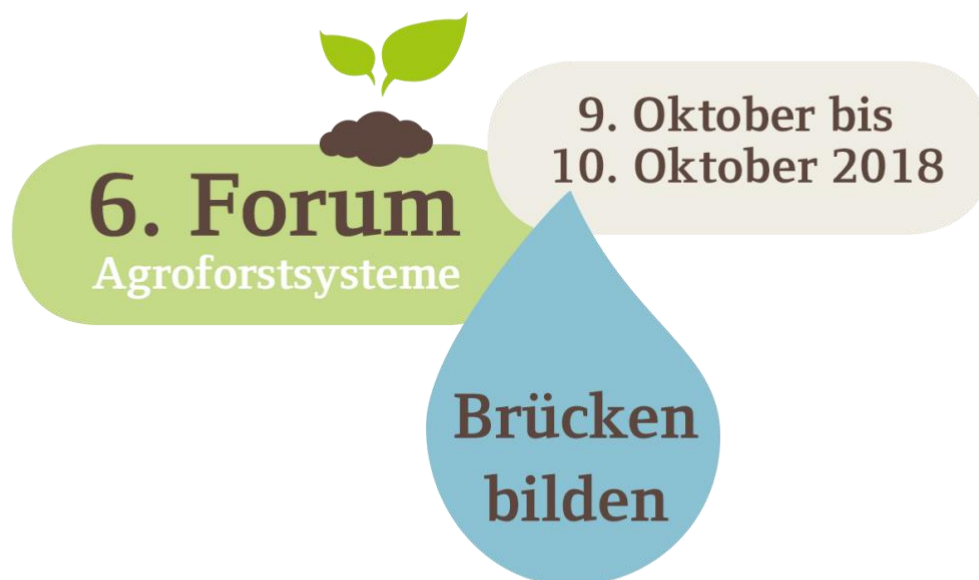 6. Forum
Agroforstsysteme
9. Oktober bis
10. Oktober 2018
Brücken
bilden